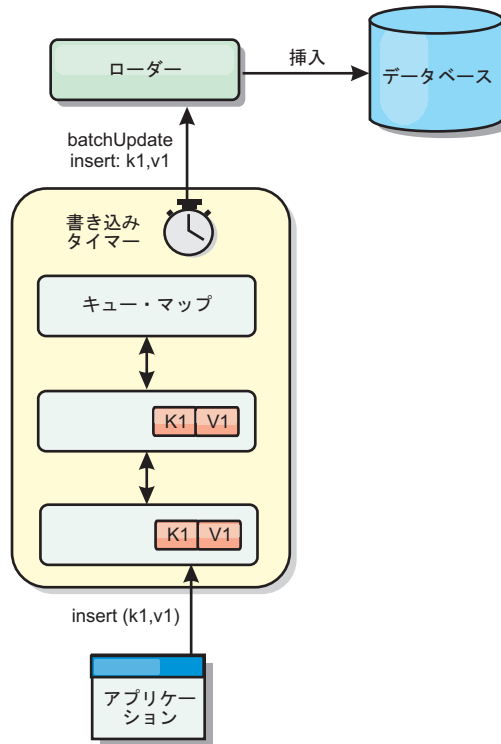 ローダー
挿入
データベース
batchUpdate
insert: k1,v1
書き込み
タイマー
キュー・マップ
K1 V1
K1 V1
insert (k1,v1)
アプリケー
ション